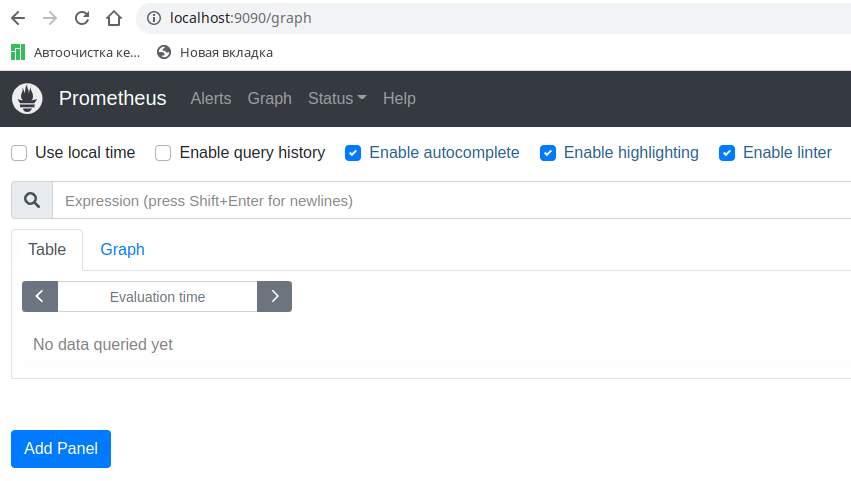 localhost:9090/graph
Автоочистка ке... Новая вкладка
Prometheus Alerts Graph Status Help
Use local time Enable query history Enable autocomplete Enable highlighting Enable linter
Expression (press Shift+Enter for newlines)
Table Graph
Evaluation time
No data queried yet
Add Panel